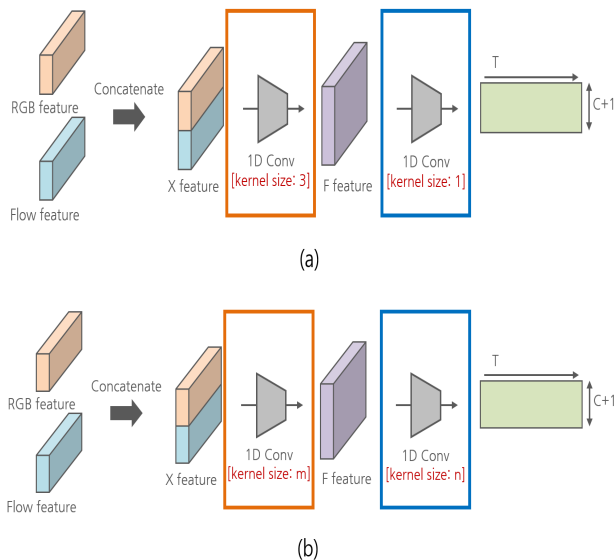 RGB feature
Concatenate
Flow feature
X feature
1D Conv
[kernel size: 3]
F feature
1D Conv
[kernel size: 1]
T
C+1
(a)
RGB feature
Concatenate
Flow feature
X feature
1D Conv
[kernel size: m]
F feature
1D Conv
[kernel size: n]
T
C+1
(b)